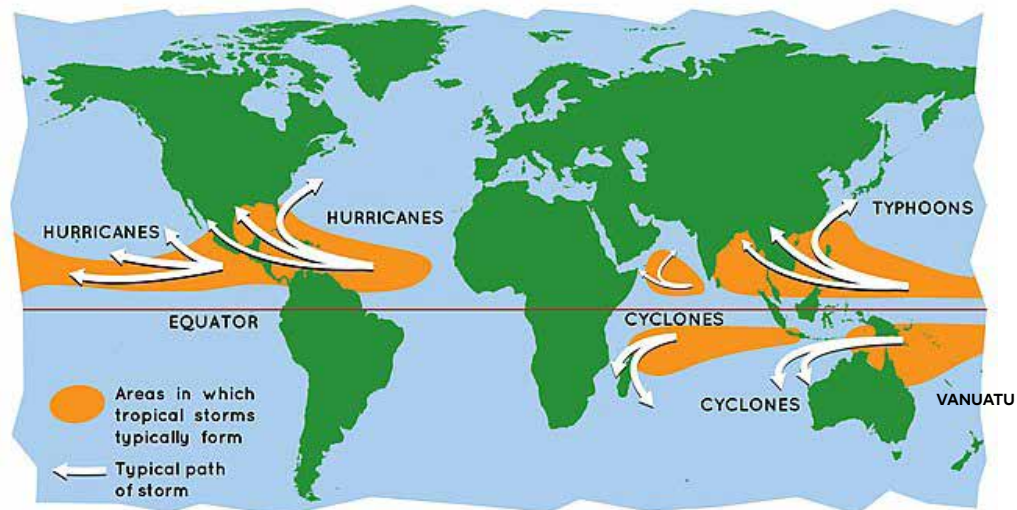 HURRICANES
HURRICANES
TYPHOONS
EQUATOR
CYCLONES
CYCLONES
VANUATU
Areas in which
tropical storms
typically form
Typical path
of storm